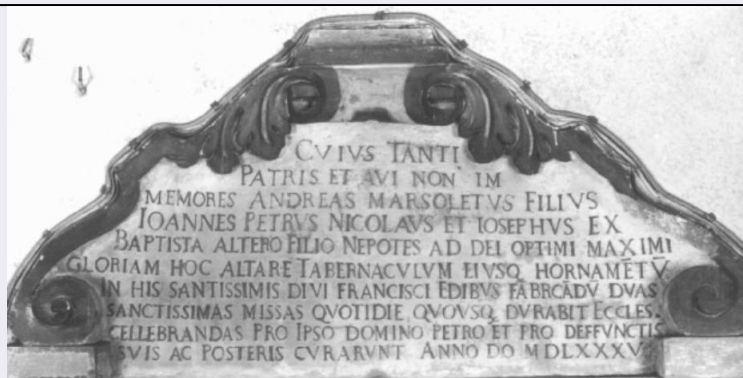 CVIVS TANTI
PATRIS ET AVI NON IM
MEMORES ANDREAS MARSOLETVS FILIVS
IOANNES PETRVS NICOLAVS ET IOSEPHVS EX
BAPTISTA ALTERO FILIO NEPOTES AD DEI OPTIMI MAXIMI
GLORIAM HOC ALTARE TABERNACVLVM EIVSQ HORNAMĒTV̄
IN HIS SANTISSIMIS DIVI FRANCISCI EDIBVS FABRCĀDV̄ DVAS
SANCTISSIMAS MISSAS QVOTIDIE, QVOVSQ DVRABIT ECCLES.
CELLEBRANDAS PRO IPSO DOMINO PETRO ET PRO DEFFVNCTIS
SVIS AC POSTERIS CVRARVNT ANNO DO MDLXXXV